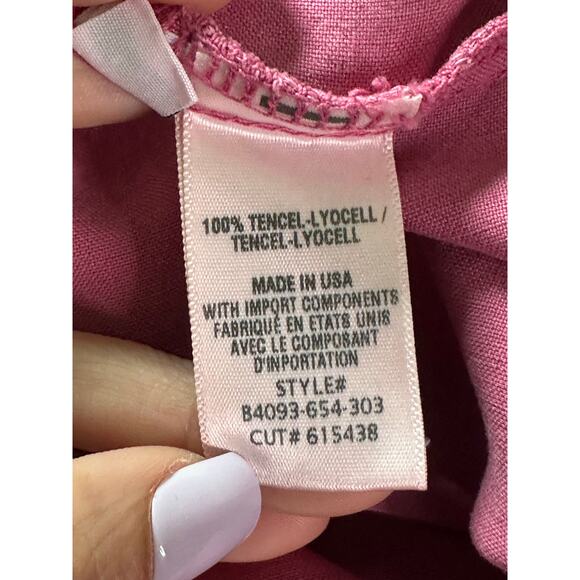 100% TENCEL-LYOCELL /
TENCEL-LYOCELL
MADE IN USA
WITH IMPORT COMPONENTS
FABRIQUÉ EN ETATS UNIS
AVEC LE COMPOSANT
D'INPORTATION
STYLE#
B4093-654-303
CUT# 615438